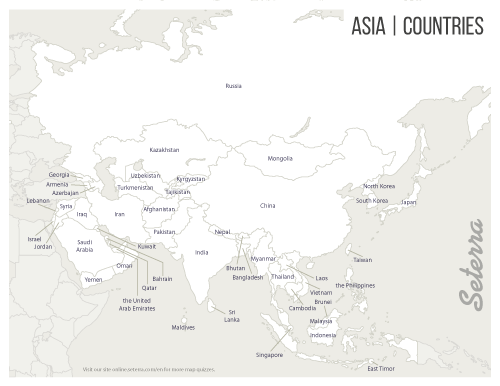 ASIA | COUNTRIES
Russia
Kazakhstan
Mongolia
Georgia
Armenia
Azerbaijan
Uzbekistan
Turkmenistan
Kyrgyzstan
Tajikistan
North Korea
South Korea
Japan
Lebanon
Syria
Iraq
Iran
Afghanistan
China
Israel
Jordan
Saudi
Arabia
Kuwait
Pakistan
Nepal
India
Taiwan
Oman
Yemen
Bahrain
Qatar
the United
Arab Emirates
Bhutan
Bangladesh
Myanmar
Thailand
Laos
Vietnam
the Philippines
Brunei
Cambodia
Malaysia
Indonesia
Maldives
Sri
Lanka
Singapore
East Timor
Seterra
Visit our site online.seterra.com/en for more map quizzes.